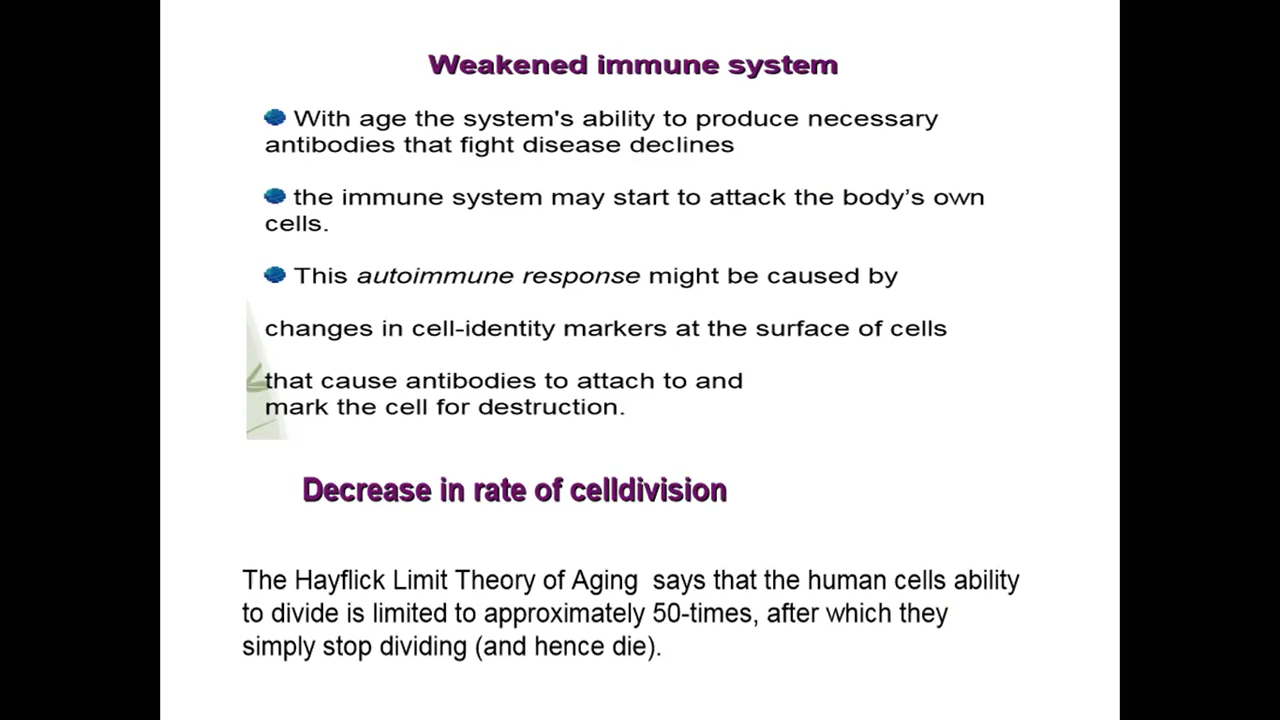 Weakened immune system
With age the system's ability to produce necessary
antibodies that fight disease declines
the immune system may start to attack the body’s own
cells.
This autoimmune response might be caused by
changes in cell-identity markers at the surface of cells
that cause antibodies to attach to and
mark the cell for destruction.
Decrease in rate of celldivision
The Hayflick Limit Theory of Aging says that the human cells ability
to divide is limited to approximately 50-times, after which they
simply stop dividing (and hence die).